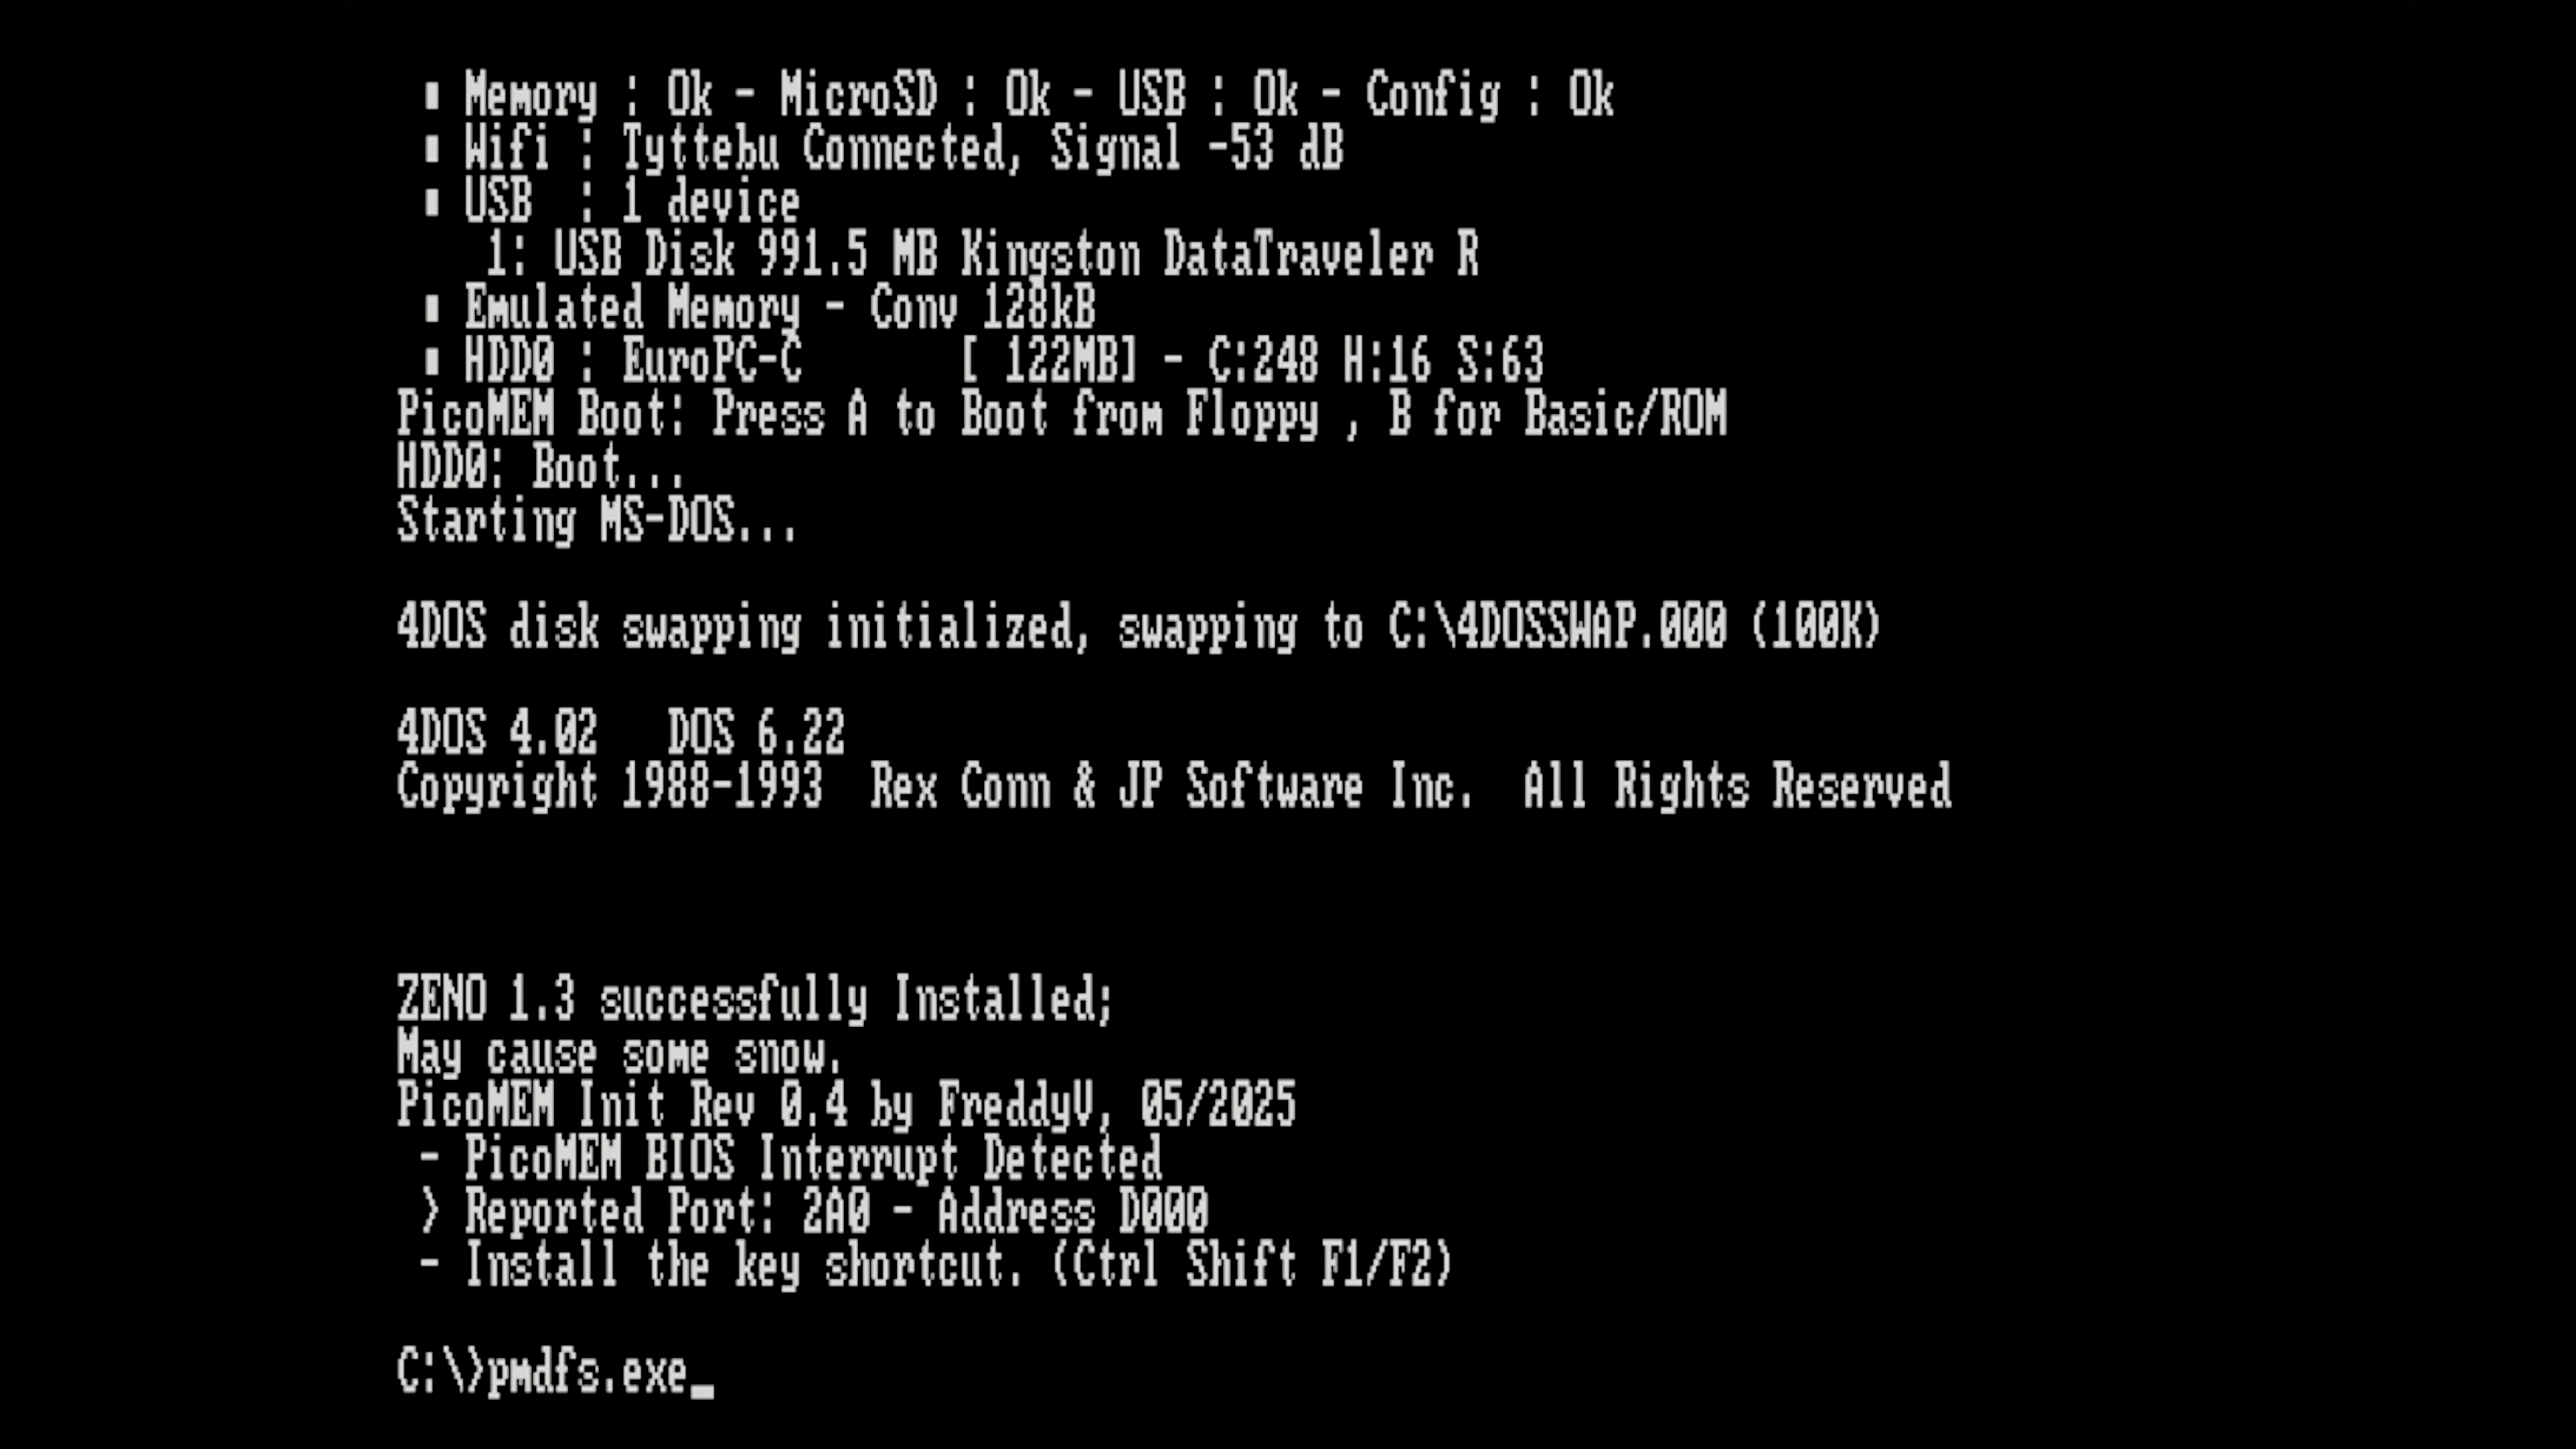 ▮ Memory : Ok - MicroSD : Ok - USB : Ok - Config : Ok
▮ Wifi : Tyttebu Connected, Signal -53 dB
▮ USB  : 1 device
1: USB Disk 991.5 MB Kingston DataTraveler R
▮ Emulated Memory - Conv 128kB
▮ HDD0 : EuroPC-C       [ 122MB] - C:248 H:16 S:63
PicoMEM Boot: Press A to Boot from Floppy , B for Basic/ROM
HDD0: Boot...
Starting MS-DOS...
4DOS disk swapping initialized, swapping to C:\4DOSSWAP.000 (100K)
4DOS 4.02   DOS 6.22
Copyright 1988-1993  Rex Conn & JP Software Inc.  All Rights Reserved
ZENO 1.3 successfully Installed;
May cause some snow.
PicoMEM Init Rev 0.4 by FreddyV, 05/2025
- PicoMEM BIOS Interrupt Detected
> Reported Port: 2A0 - Address D000
- Install the key shortcut. (Ctrl Shift F1/F2)
C:\>pmdfs.exe_